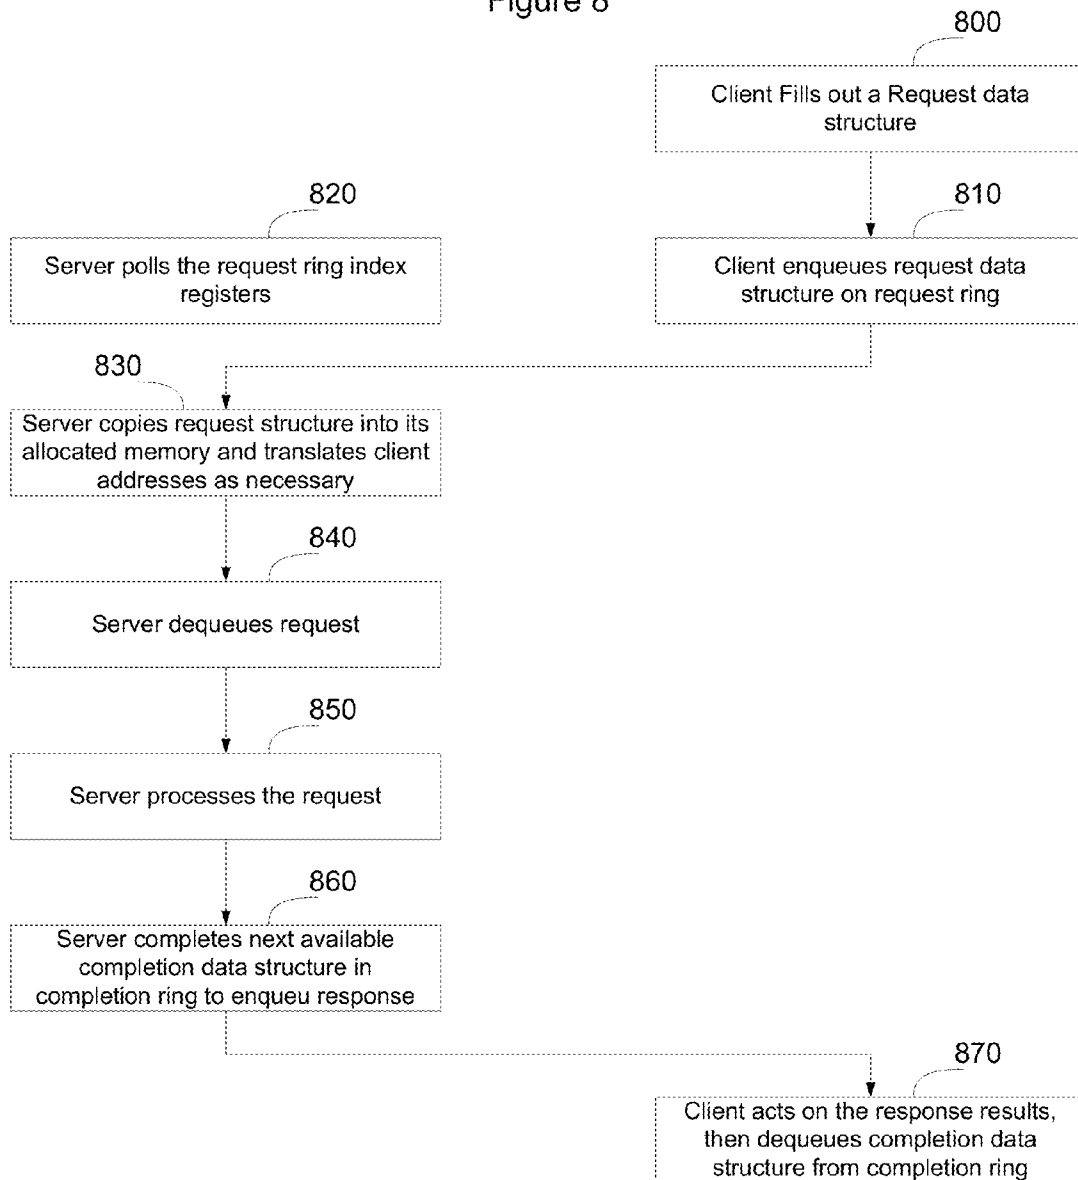 Figure 8
800
Client Fills out a Request data
structure
820
810
Server polls the request ring index
registers
Client enqueues request data
structure on request ring
830
Server copies request structure into its
allocated memory and translates client
addresses as necessary
840
Server dequeues request
850
Server processes the request
860
Server completes next available
completion data structure in
completion ring to enqueu response
870
Client acts on the response results,
then dequeues completion data
structure from completion ring